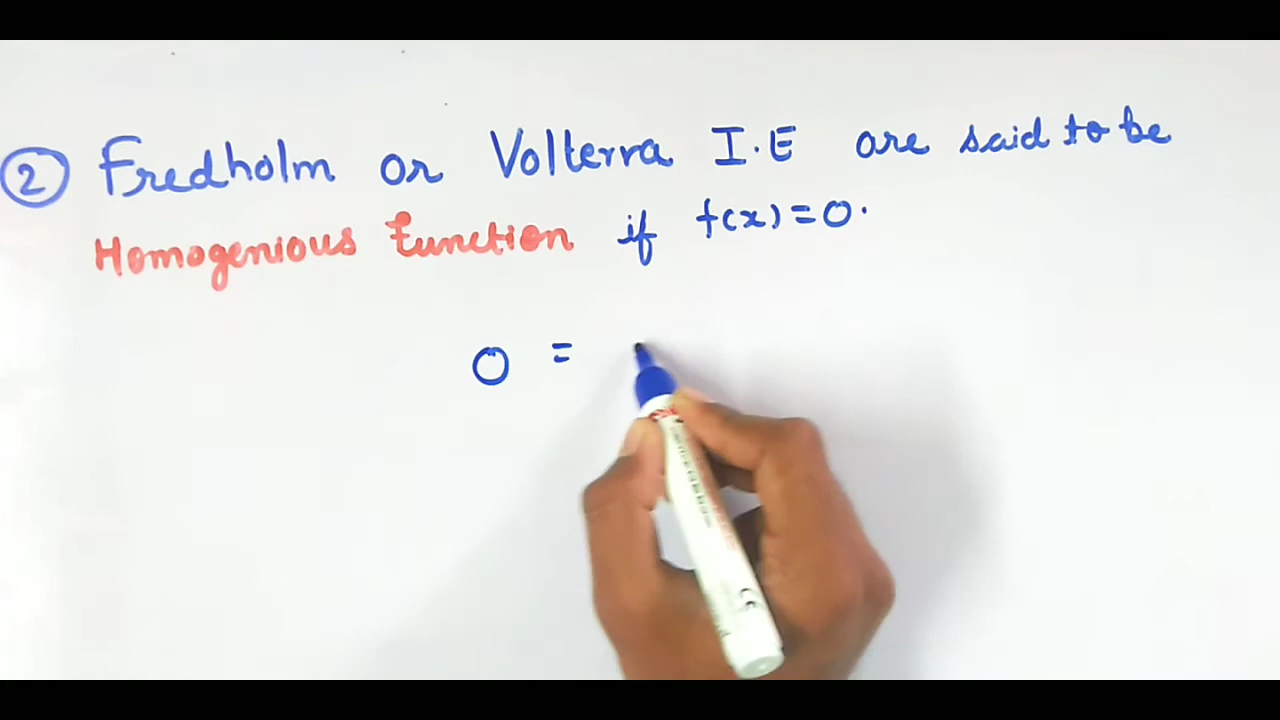 ② Fredholm or Volterra I.E are said to be
Homogenious Function if f(x)=0.
0 =